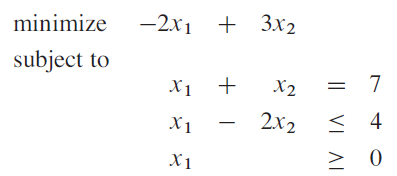 minimize −2x₁ + 3x₂
subject to
x₁ + x₂ = 7
x₁ − 2x₂ ≤ 4
x₁ ≥ 0